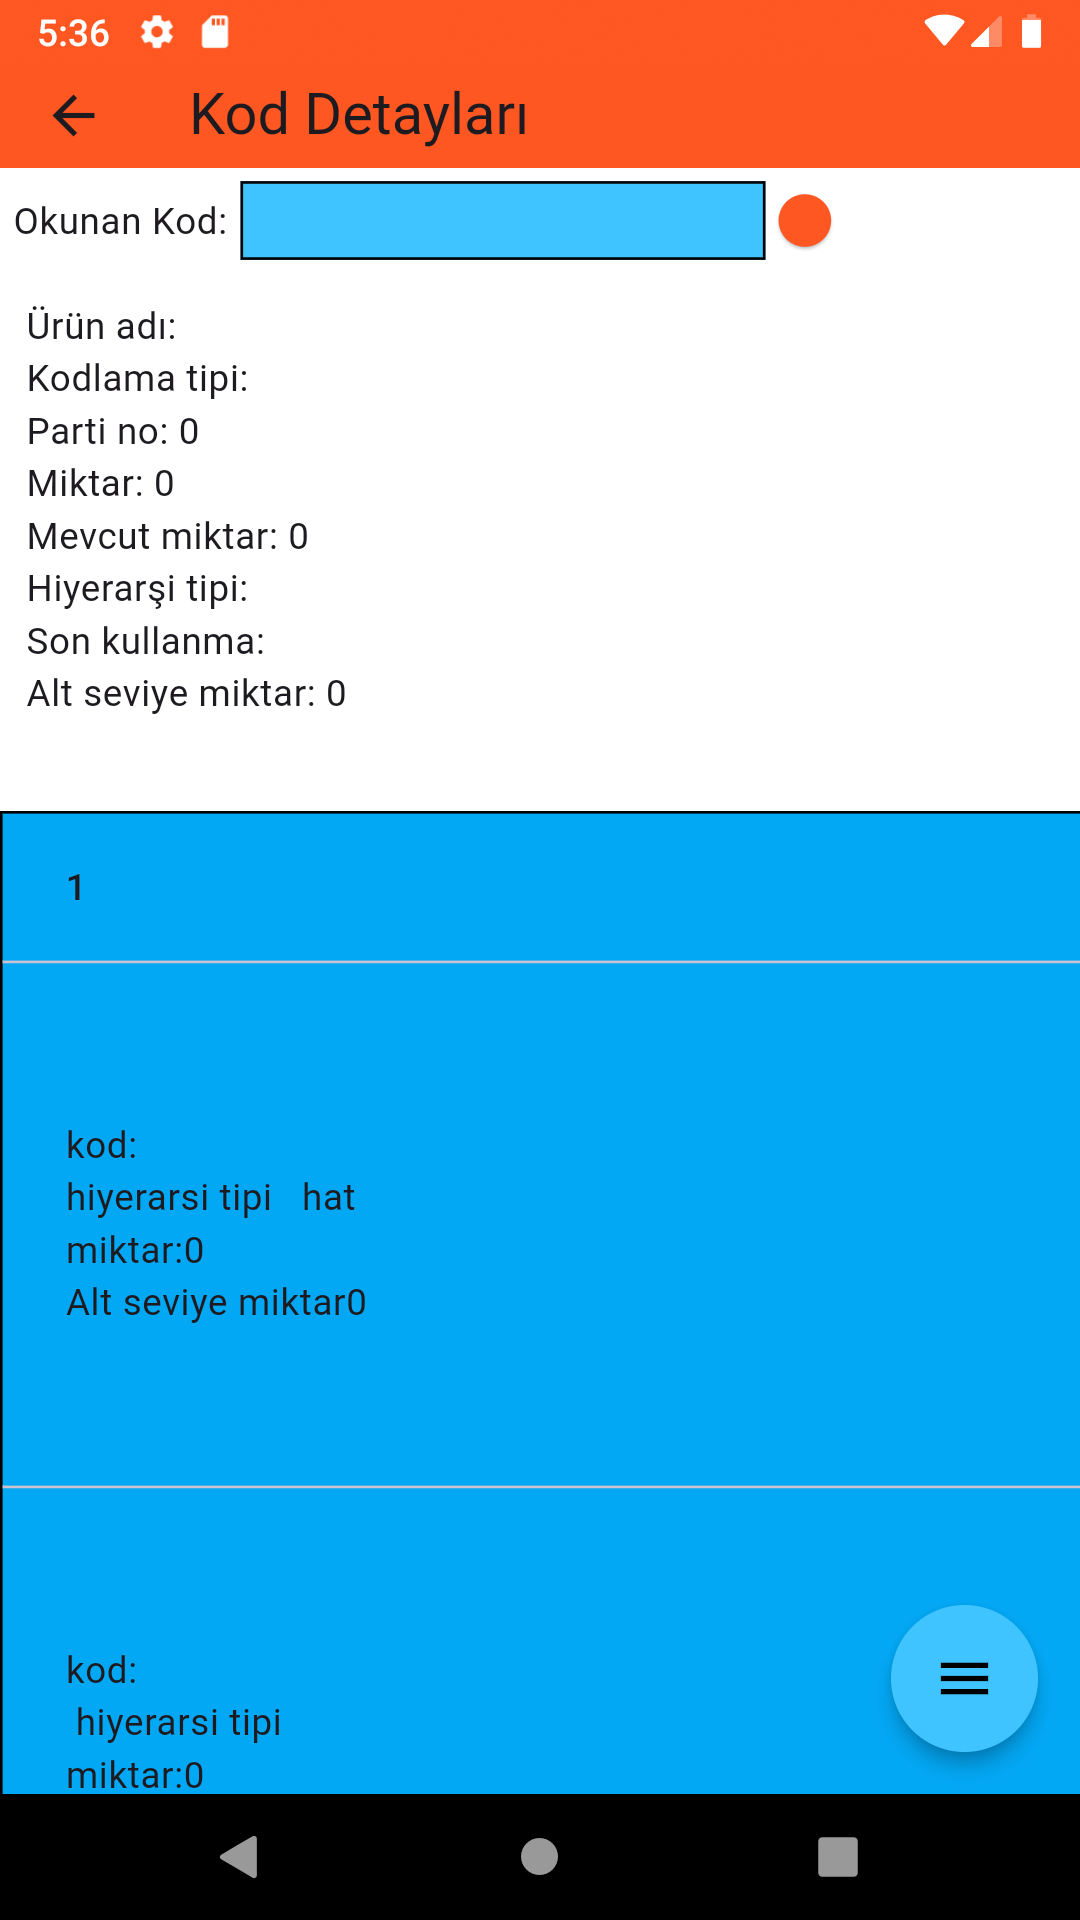 5:36
Kod Detayları
Okunan Kod:
Ürün adı:
Kodlama tipi:
Parti no: 0
Miktar: 0
Mevcut miktar: 0
Hiyerarşi tipi:
Son kullanma:
Alt seviye miktar: 0
1
kod:
hiyerarsi tipi   hat
miktar:0
Alt seviye miktar0
kod:
hiyerarsi tipi
miktar:0